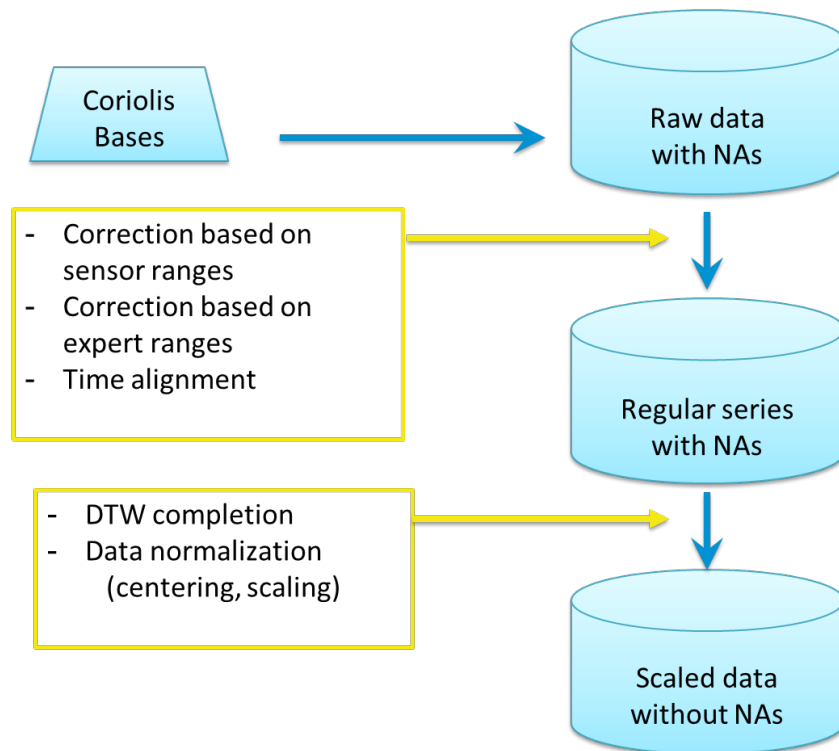 Coriolis
Bases
Raw data
with NAs
- Correction based on
sensor ranges
- Correction based on
expert ranges
- Time alignment
Regular series
with NAs
- DTW completion
- Data normalization
(centering, scaling)
Scaled data
without NAs